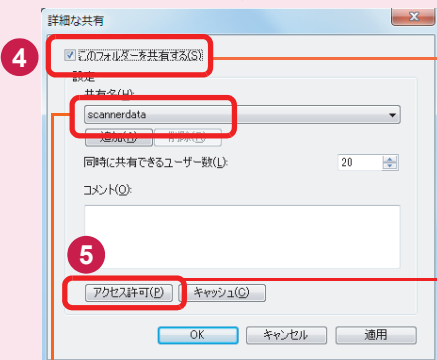 詳細な共有
4
このフォルダーを共有する(S)
設定
共有名(H):
scannerdata
追加(A) 削除(R)
同時に共有できるユーザー数(L): 20
コメント(O):
5
アクセス許可(P) キャッシュ(C)
OK キャンセル 適用